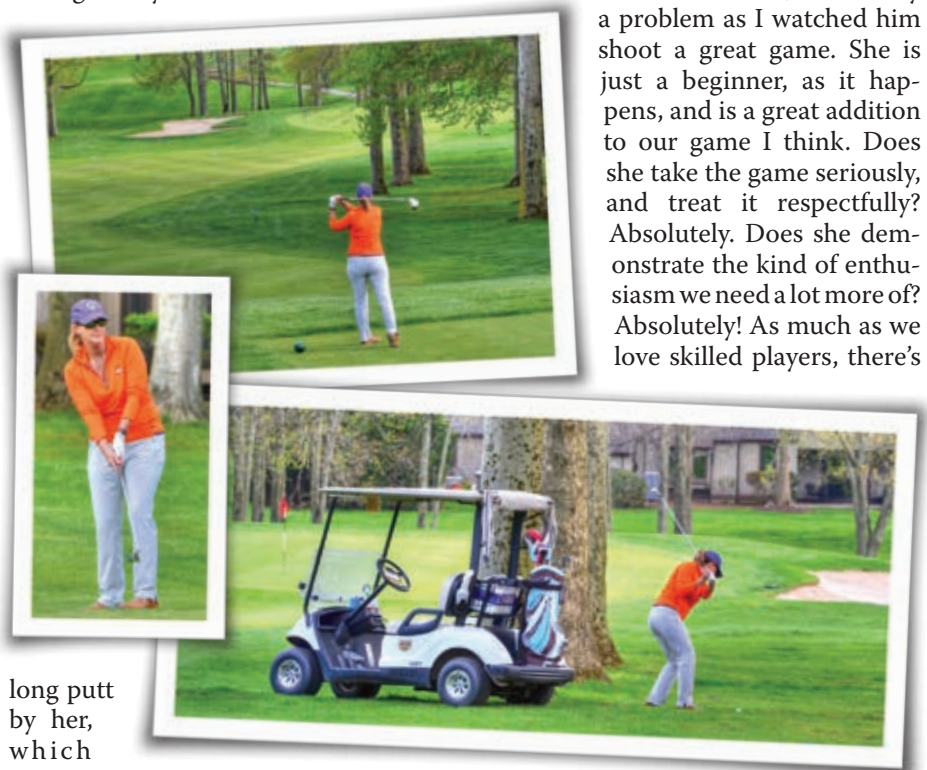 a problem as I watched him
shoot a great game. She is
just a beginner, as it hap-
pens, and is a great addition
to our game I think. Does
she take the game seriously,
and treat it respectfully?
Absolutely. Does she dem-
onstrate the kind of enthu-
siasm we need a lot more of?
Absolutely! As much as we
love skilled players, there's
long putt
by her,
which